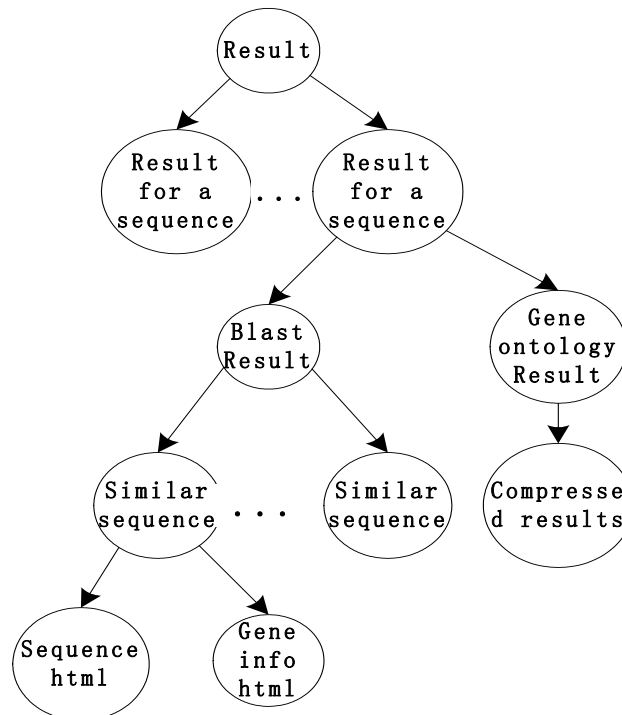 Result
Result
for a
sequence
...
Result
for a
sequence
Blast
Result
Gene
ontology
Result
Similar
sequence
...
Similar
sequence
Compresse
d results
Sequence
html
Gene
info
html